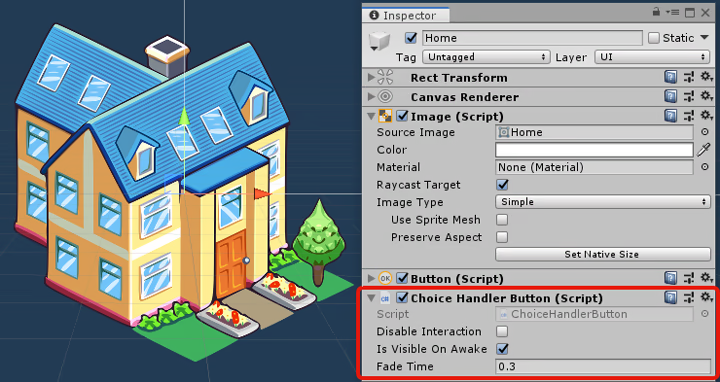 Inspector
Home
Static
Tag Untagged Layer UI
Rect Transform
Canvas Renderer
Image (Script)
Source Image Home
Color
Material None (Material)
Raycast Target
Image Type Simple
Use Sprite Mesh
Preserve Aspect
Set Native Size
OK Button (Script)
C# Choice Handler Button (Script)
Script ChoiceHandlerButton
Disable Interaction
Is Visible On Awake
Fade Time 0.3